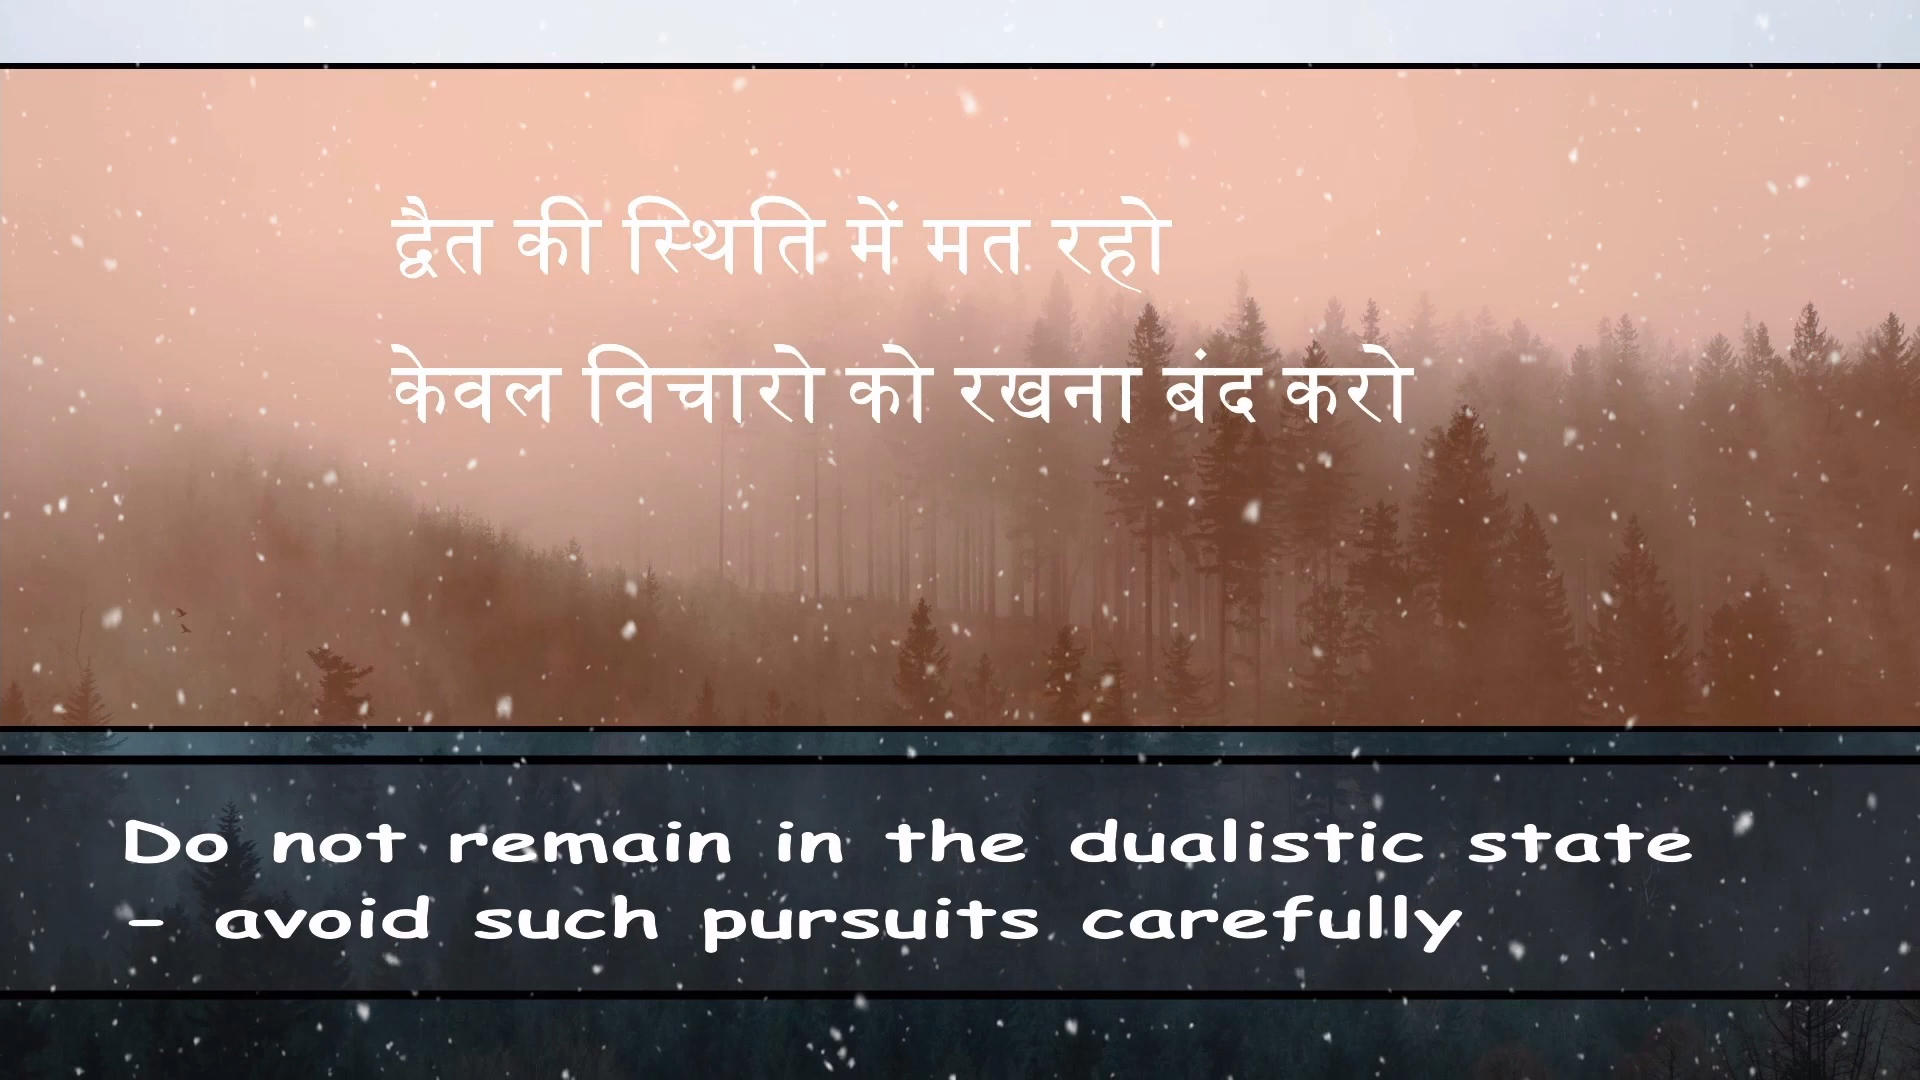 द्वैत की स्थिति में मत रहो
केवल विचारो को रखना बंद करो
Do not remain in the dualistic state
- avoid such pursuits carefully